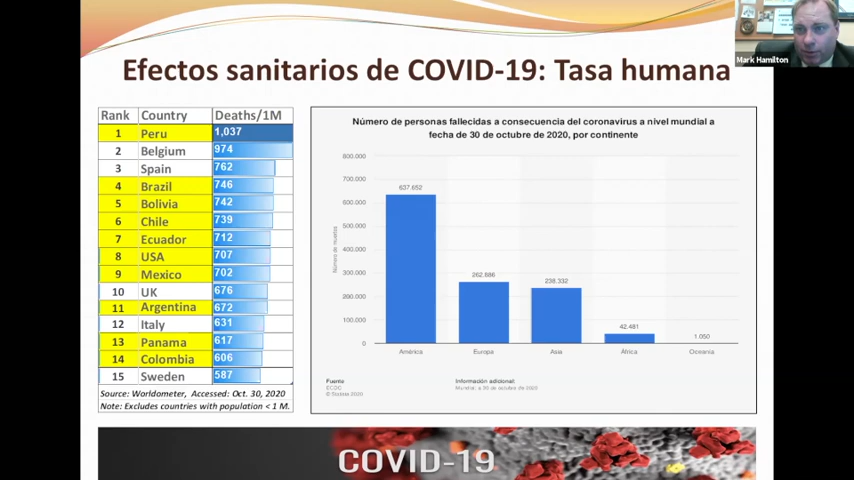 Mark Hamilton
Efectos sanitarios de COVID-19: Tasa humana
Rank Country Deaths/1M
1 Peru 1,037
2 Belgium 974
3 Spain 762
4 Brazil 746
5 Bolivia 742
6 Chile 739
7 Ecuador 712
8 USA 707
9 Mexico 702
10 UK 676
11 Argentina 672
12 Italy 631
13 Panama 617
14 Colombia 606
15 Sweden 587
Source: Worldometer, Accessed: Oct. 30, 2020
Note: Excludes countries with population < 1 M.
Número de personas fallecidas a consecuencia del coronavirus a nivel mundial a
fecha de 30 de octubre de 2020, por continente
Número de muertos
800.000
700.000
600.000
500.000
400.000
300.000
200.000
100.000
0
637.652
262.886
238.332
42.481
1.050
América Europa Asia África Oceanía
Fuente
ECDC
© Statista 2020
Información adicional:
Mundial; a 30 de octubre de 2020
COVID-19